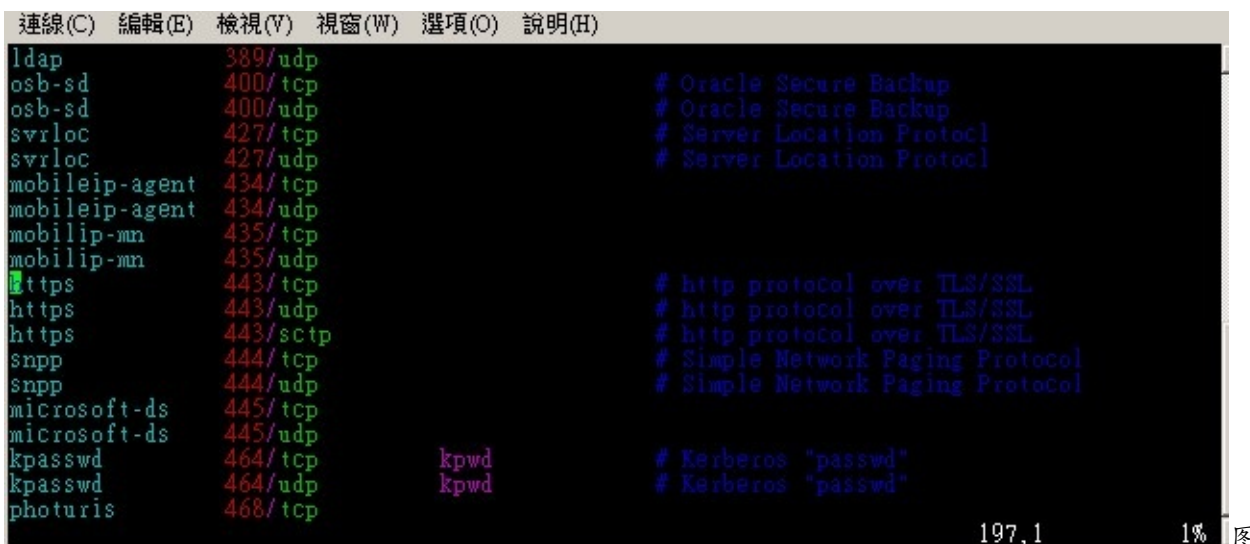 連線(C) 編輯(E) 檢視(V) 視窗(W) 選項(O) 說明(H)
ldap 389/udp
osb-sd 400/tcp # Oracle Secure Backup
osb-sd 400/udp # Oracle Secure Backup
svrloc 427/tcp # Server Location Protocl
svrloc 427/udp # Server Location Protocl
mobileip-agent 434/tcp
mobileip-agent 434/udp
mobilip-mn 435/tcp
mobilip-mn 435/udp
https 443/tcp # http protocol over TLS/SSL
https 443/udp # http protocol over TLS/SSL
https 443/sctp # http protocol over TLS/SSL
snpp 444/tcp # Simple Network Paging Protocol
snpp 444/udp # Simple Network Paging Protocol
microsoft-ds 445/tcp
microsoft-ds 445/udp
kpasswd 464/tcp kpwd # Kerberos "passwd"
kpasswd 464/udp kpwd # Kerberos "passwd"
photuris 468/tcp
197,1 1%
图